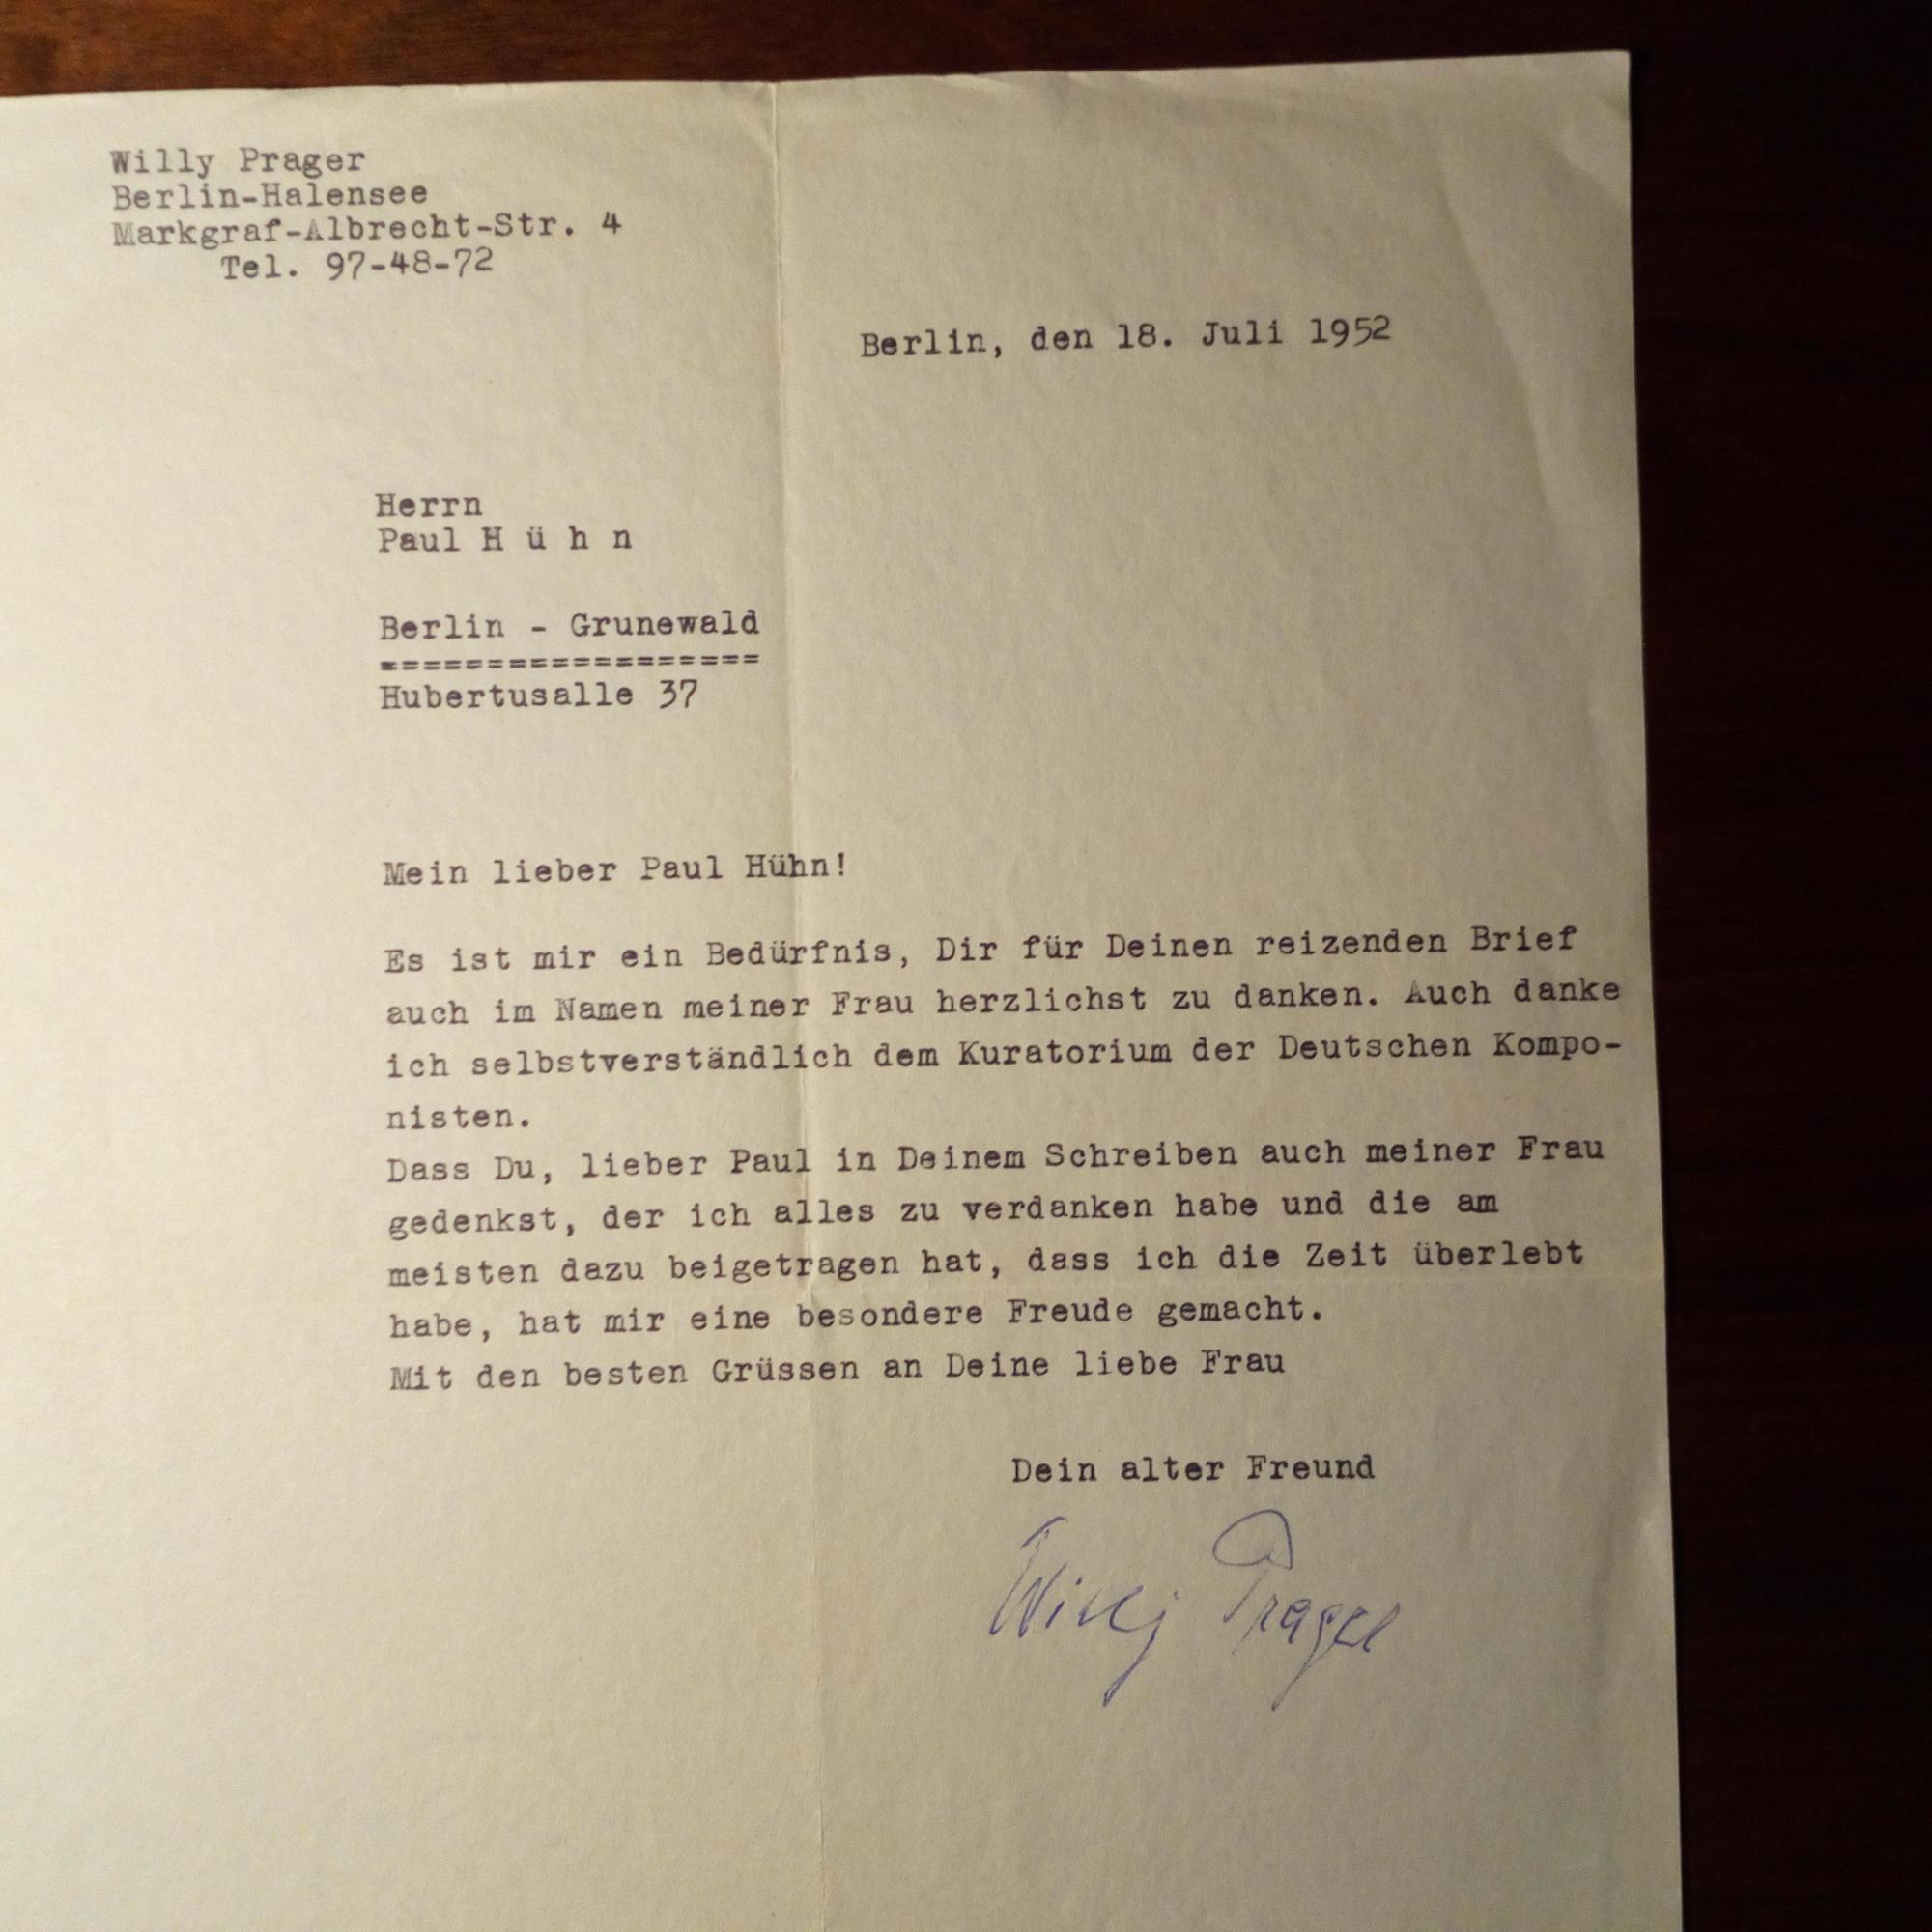 Willy Prager
Berlin-Halensee
Markgraf-Albrecht-Str. 4
Tel. 97-48-72
Berlin, den 18. Juli 1952
Herrn
Paul H ü h n
Berlin - Grunewald
==================
Hubertusalle 37
Mein lieber Paul Hühn!
Es ist mir ein Bedürfnis, Dir für Deinen reizenden Brief
auch im Namen meiner Frau herzlichst zu danken. Auch danke
ich selbstverständlich dem Kuratorium der Deutschen Kompo-
nisten.
Dass Du, lieber Paul in Deinem Schreiben auch meiner Frau
gedenkst, der ich alles zu verdanken habe und die am
meisten dazu beigetragen hat, dass ich die Zeit überlebt
habe, hat mir eine besondere Freude gemacht.
Mit den besten Grüssen an Deine liebe Frau
Dein alter Freund
Willy Prager